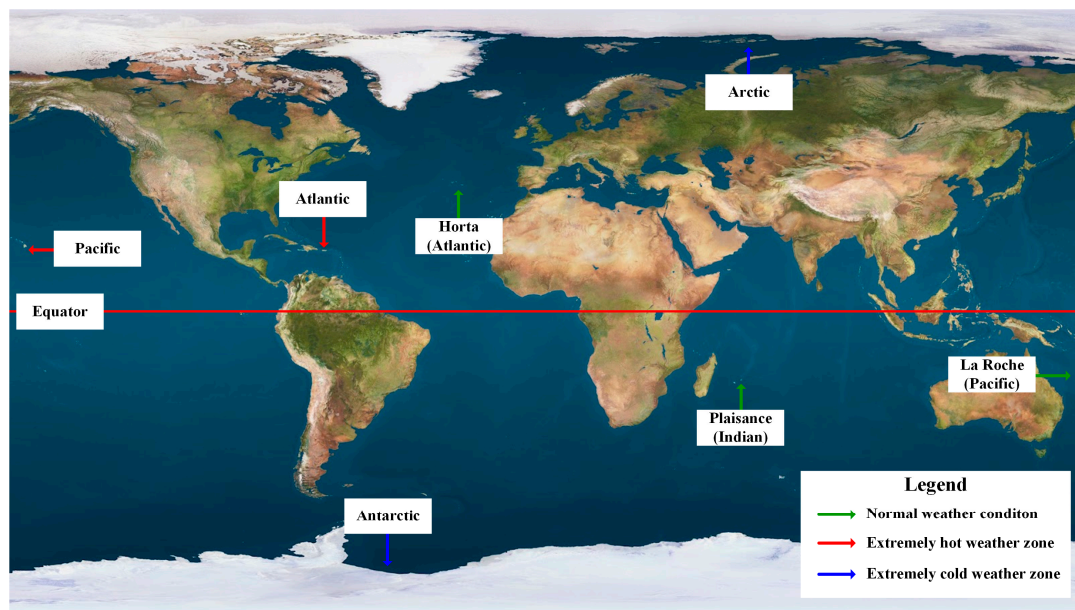 Arctic
Atlantic
Horta
(Atlantic)
Pacific
Equator
La Roche
(Pacific)
Plaisance
(Indian)
Antarctic
Legend
Normal weather conditon
Extremely hot weather zone
Extremely cold weather zone